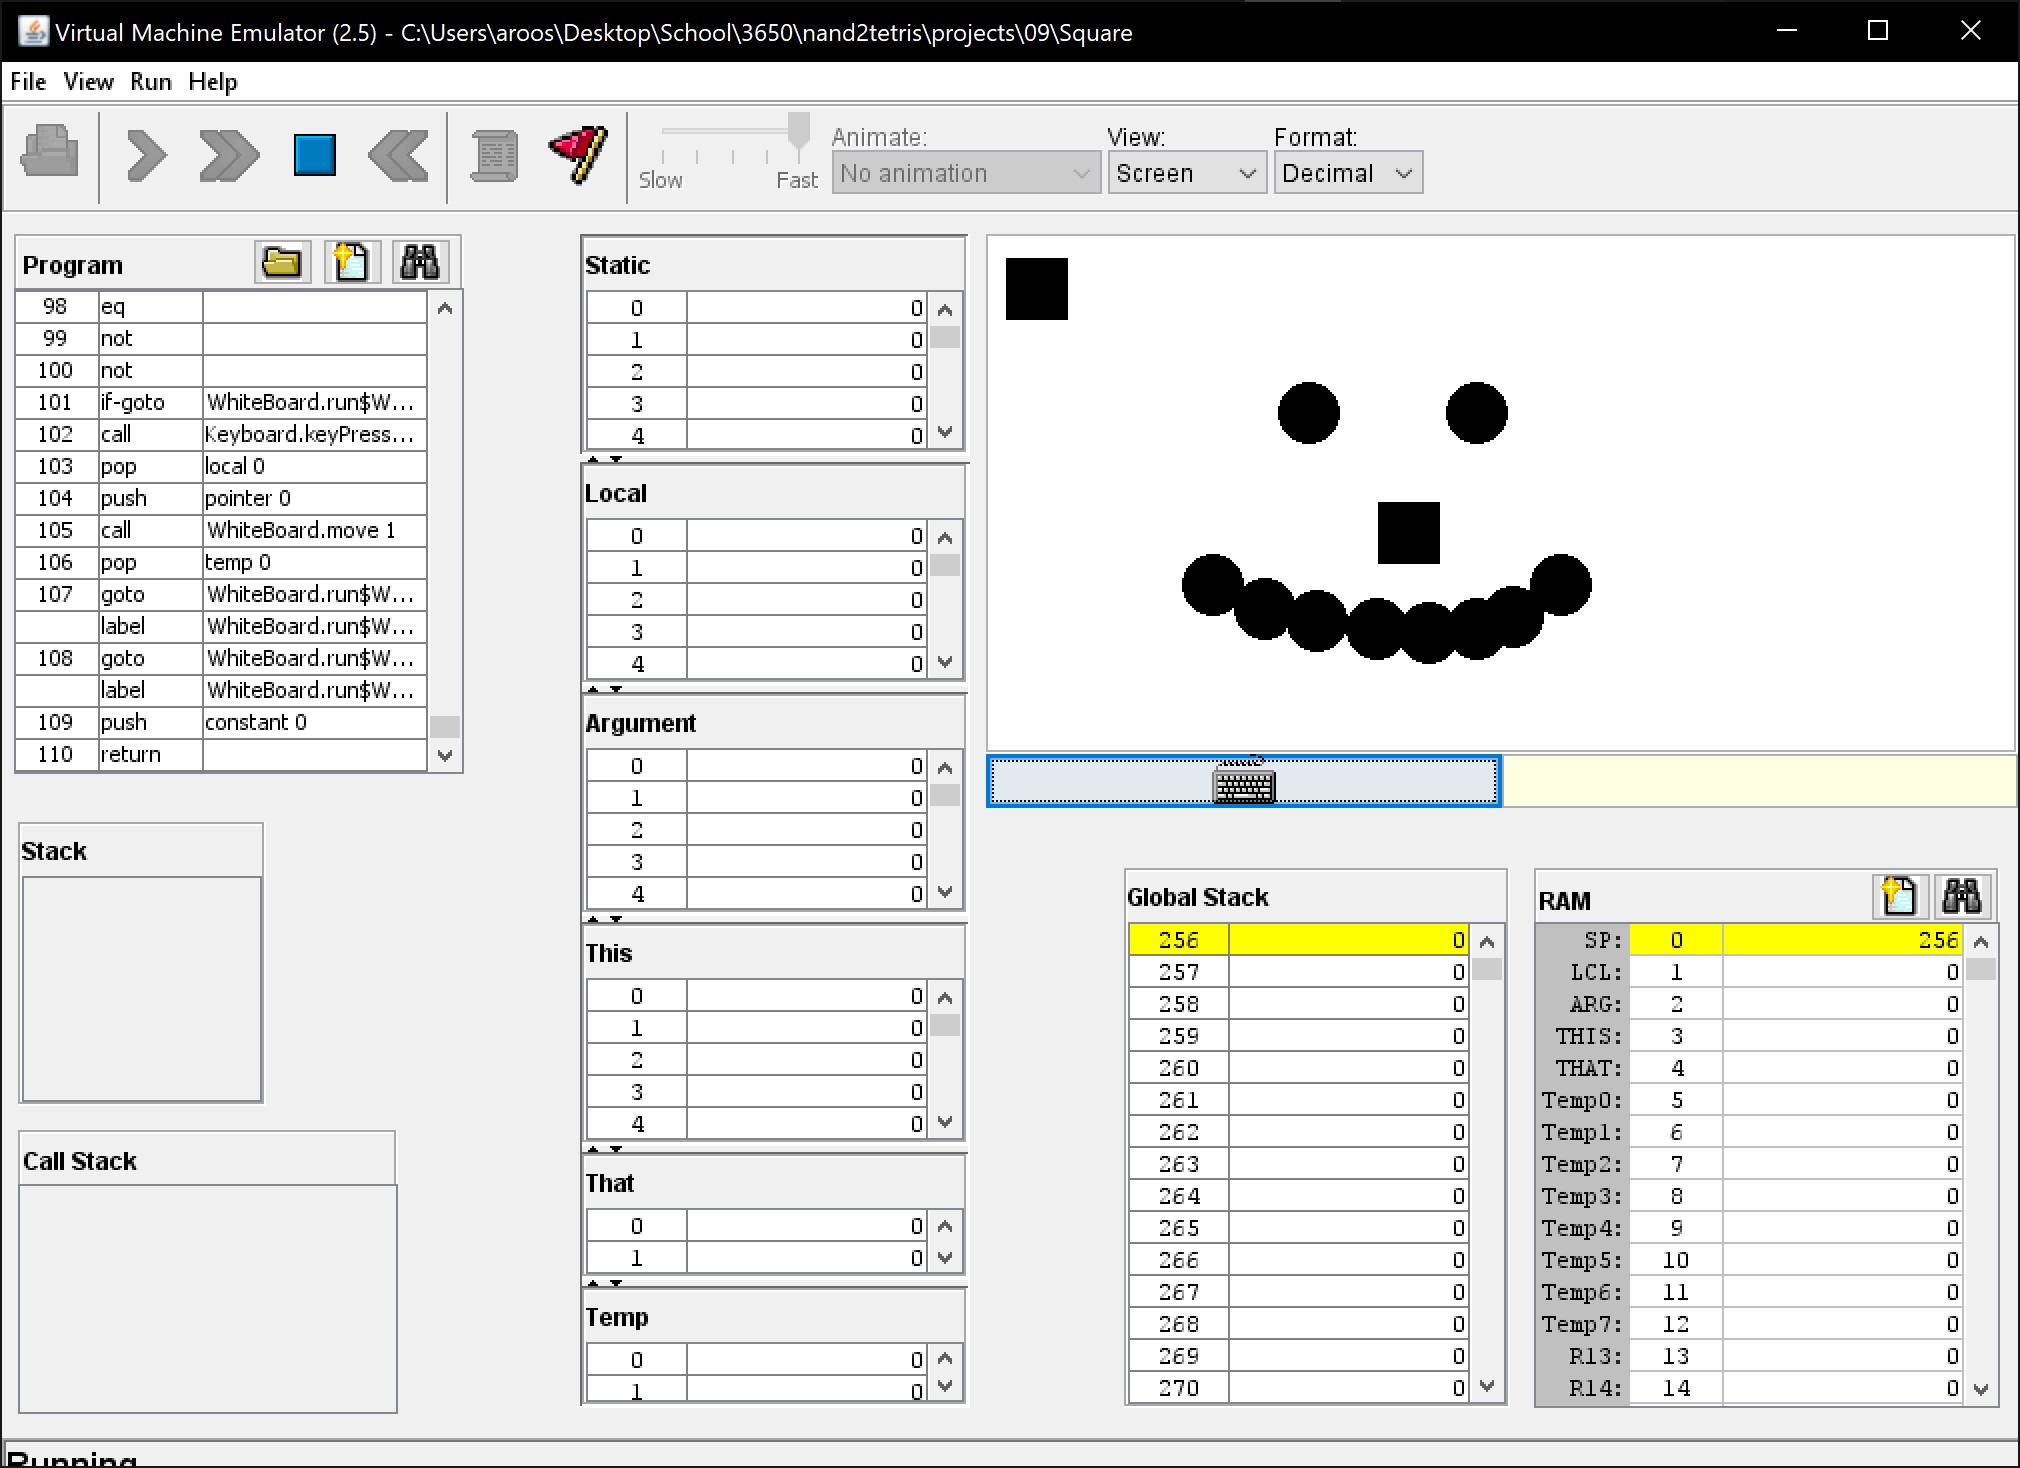 Virtual Machine Emulator (2.5) - C:\Users\aroos\Desktop\School\3650\nand2tetris\projects\09\Square
File View Run Help
Slow Fast
Animate:
No animation
View:
Screen
Format:
Decimal
Program
98 eq
99 not
100 not
101 if-goto WhiteBoard.run$W...
102 call Keyboard.keyPress...
103 pop local 0
104 push pointer 0
105 call WhiteBoard.move 1
106 pop temp 0
107 goto WhiteBoard.run$W...
label WhiteBoard.run$W...
108 goto WhiteBoard.run$W...
label WhiteBoard.run$W...
109 push constant 0
110 return
Stack
Call Stack
Static
0 0
1 0
2 0
3 0
4 0
Local
0 0
1 0
2 0
3 0
4 0
Argument
0 0
1 0
2 0
3 0
4 0
This
0 0
1 0
2 0
3 0
4 0
That
0 0
1 0
Temp
0 0
1 0
Global Stack
256 0
257 0
258 0
259 0
260 0
261 0
262 0
263 0
264 0
265 0
266 0
267 0
268 0
269 0
270 0
RAM
SP: 0 256
LCL: 1 0
ARG: 2 0
THIS: 3 0
THAT: 4 0
Temp0: 5 0
Temp1: 6 0
Temp2: 7 0
Temp3: 8 0
Temp4: 9 0
Temp5: 10 0
Temp6: 11 0
Temp7: 12 0
R13: 13 0
R14: 14 0
Running